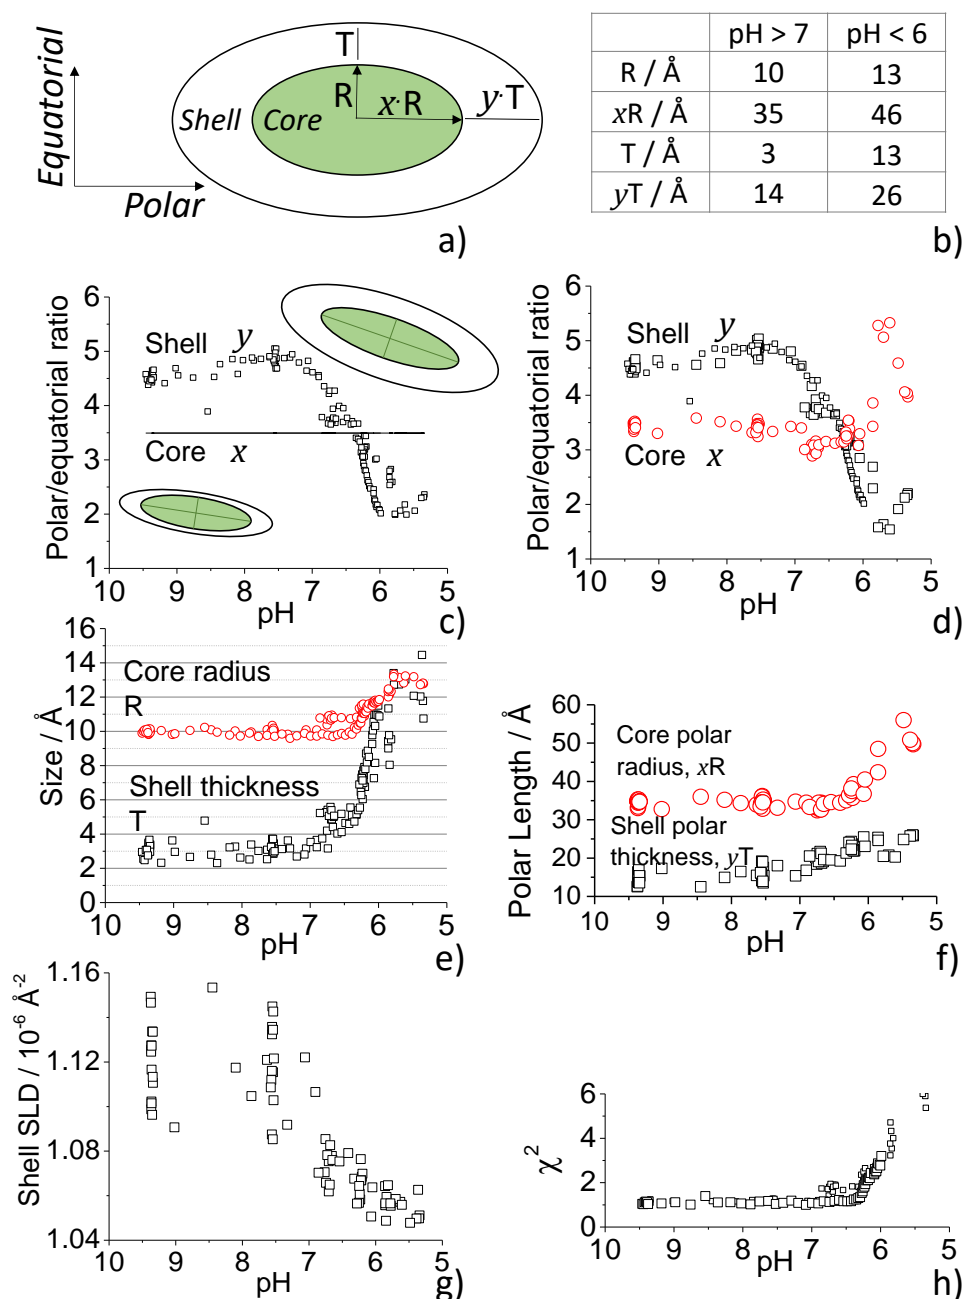 Equatorial
Polar
Shell
Core
T
R
x·R
y·T
a)
pH > 7 pH < 6
R / Å 10 13
xR / Å 35 46
T / Å 3 13
yT / Å 14 26
b)
Polar/equatorial ratio
6
5
4
3
2
1
Shell y
Core x
10 9 8 7 6 5
pH
c)
Polar/equatorial ratio
6
5
4
3
2
1
Shell y
Core x
10 9 8 7 6 5
pH
d)
Size / Å
16
14
12
10
8
6
4
2
0
Core radius
R
Shell thickness
T
10 9 8 7 6 5
pH
e)
Polar Length / Å
60
50
40
30
20
10
Core polar
radius, xR
Shell polar
thickness, yT
10 9 8 7 6 5
pH
f)
Shell SLD / 10⁻⁶ Å⁻²
1.16
1.12
1.08
1.04
10 9 8 7 6 5
pH
g)
χ²
6
4
2
0
10 9 8 7 6 5
pH
h)